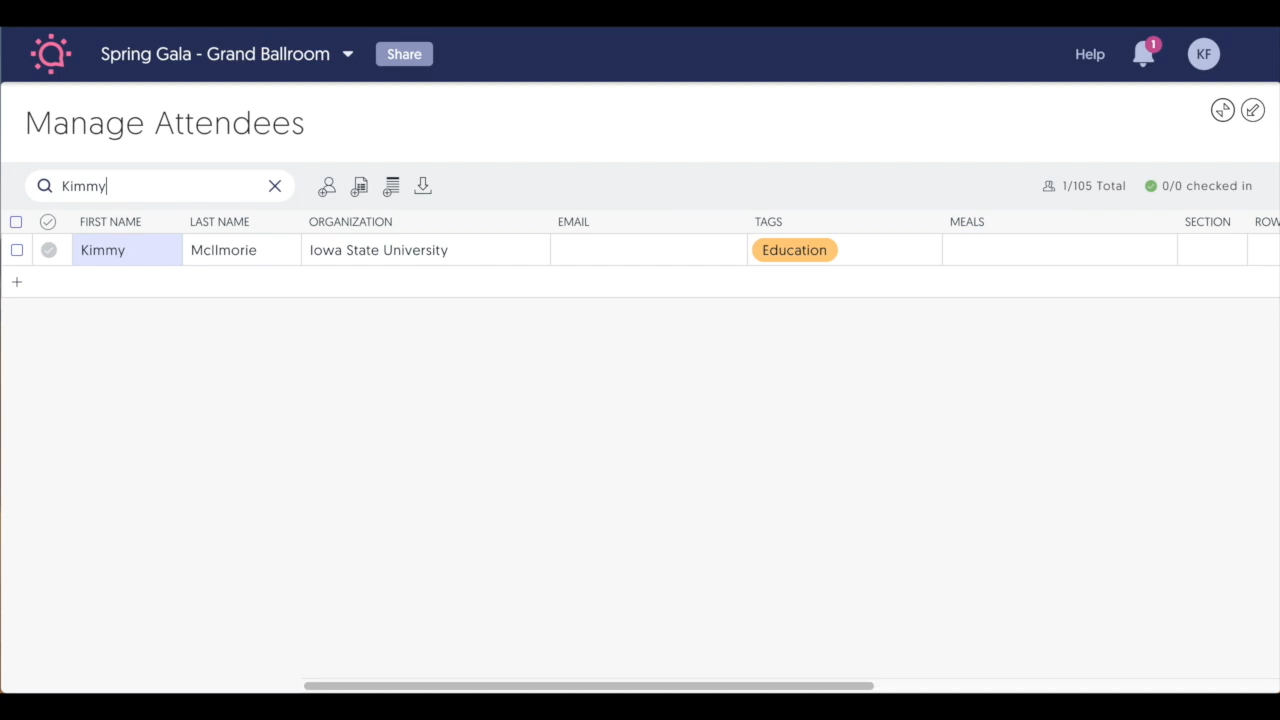 Spring Gala - Grand Ballroom Share Help 1 KF
Manage Attendees
Kimmy 1/105 Total 0/0 checked in
FIRST NAME LAST NAME ORGANIZATION EMAIL TAGS MEALS SECTION ROW
Kimmy McIlmorie Iowa State University Education